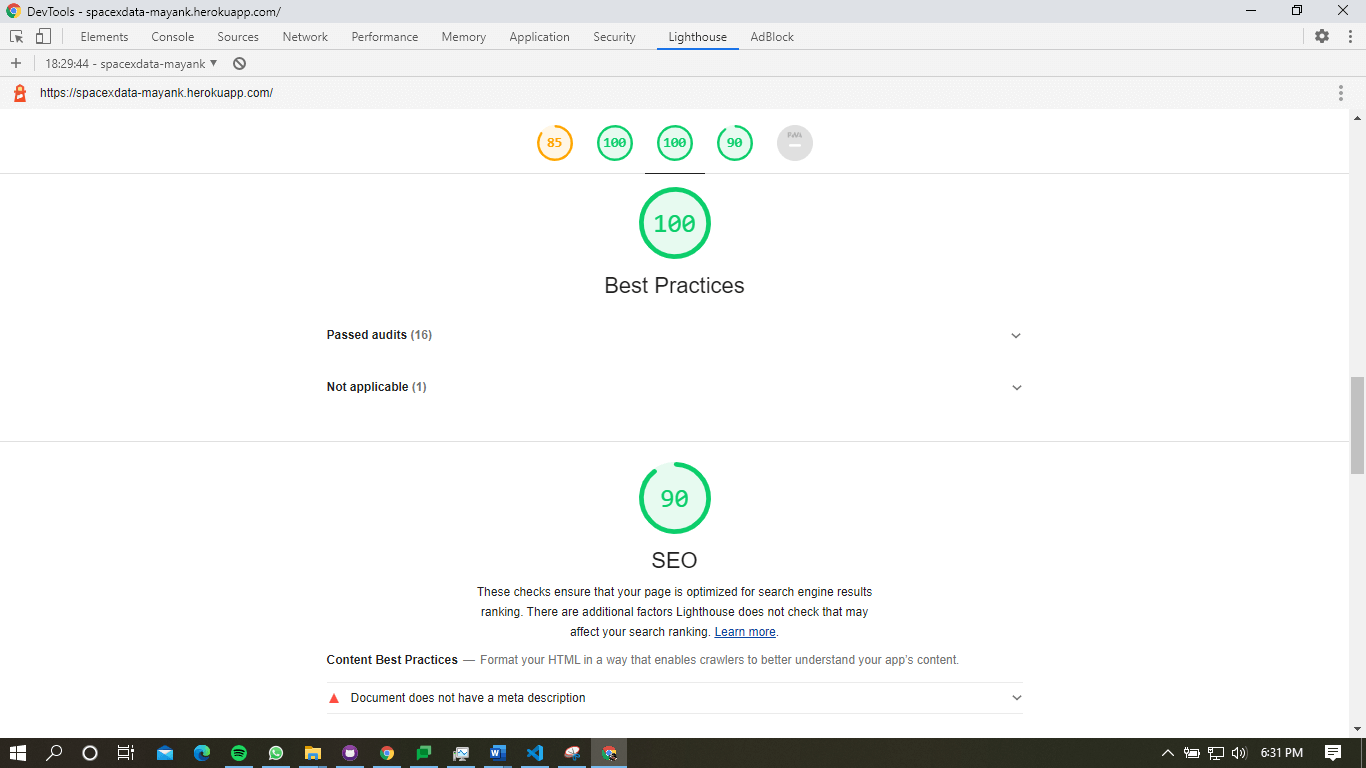 DevTools - spacexdata-mayank.herokuapp.com/
Elements Console Sources Network Performance Memory Application Security Lighthouse AdBlock
18:29:44 - spacexdata-mayank
https://spacexdata-mayank.herokuapp.com/
85 100 100 90 PWA
100
Best Practices
Passed audits (16)
Not applicable (1)
90
SEO
These checks ensure that your page is optimized for search engine results
ranking. There are additional factors Lighthouse does not check that may
affect your search ranking. Learn more.
Content Best Practices — Format your HTML in a way that enables crawlers to better understand your app's content.
Document does not have a meta description
6:31 PM